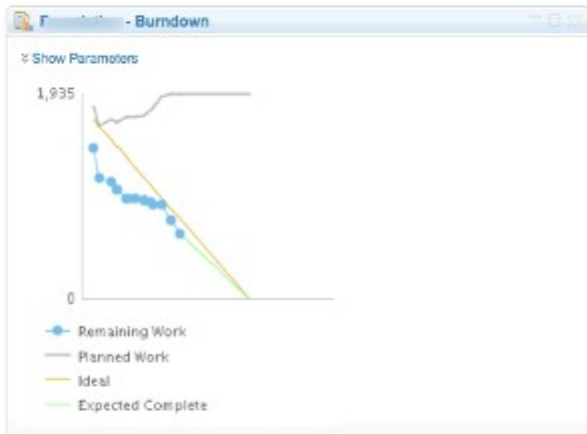 - Burndown
Show Parameters
1,935
0
Remaining Work
Planned Work
Ideal
Expected Complete